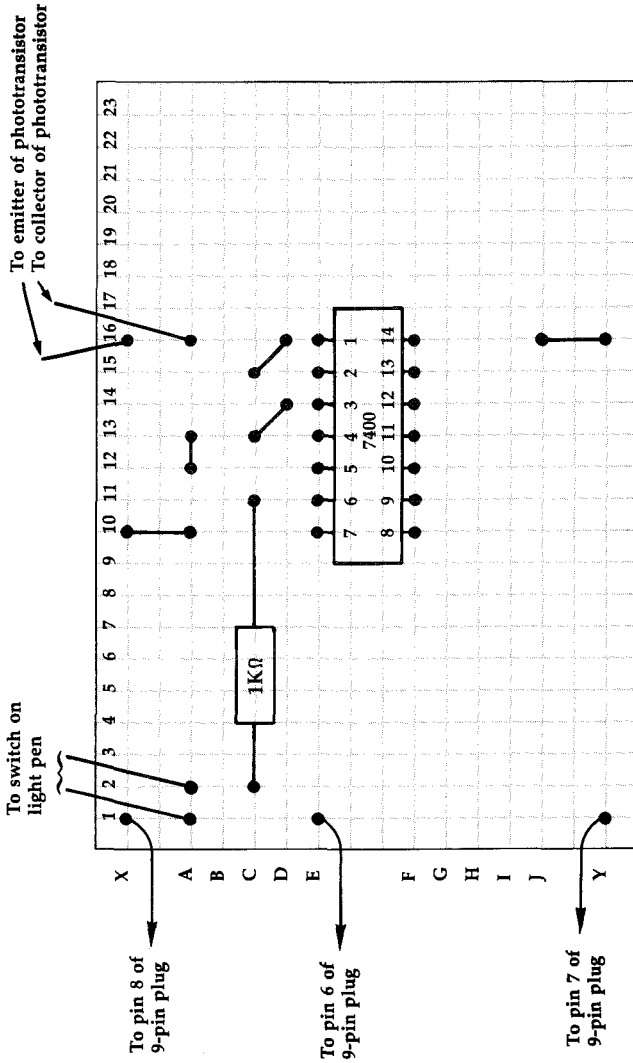 To emitter of phototransistor
To collector of phototransistor
To switch on
light pen
1 2 3 4 5 6 7 8 9 10 11 12 13 14 15 16 17 18 19 20 21 22 23
X
A
B
C
1KΩ
D
E
7 6 5 4 3 2 1
7400
8 9 10 11 12 13 14
F
G
H
I
J
Y
To pin 8 of
9-pin plug
To pin 6 of
9-pin plug
To pin 7 of
9-pin plug